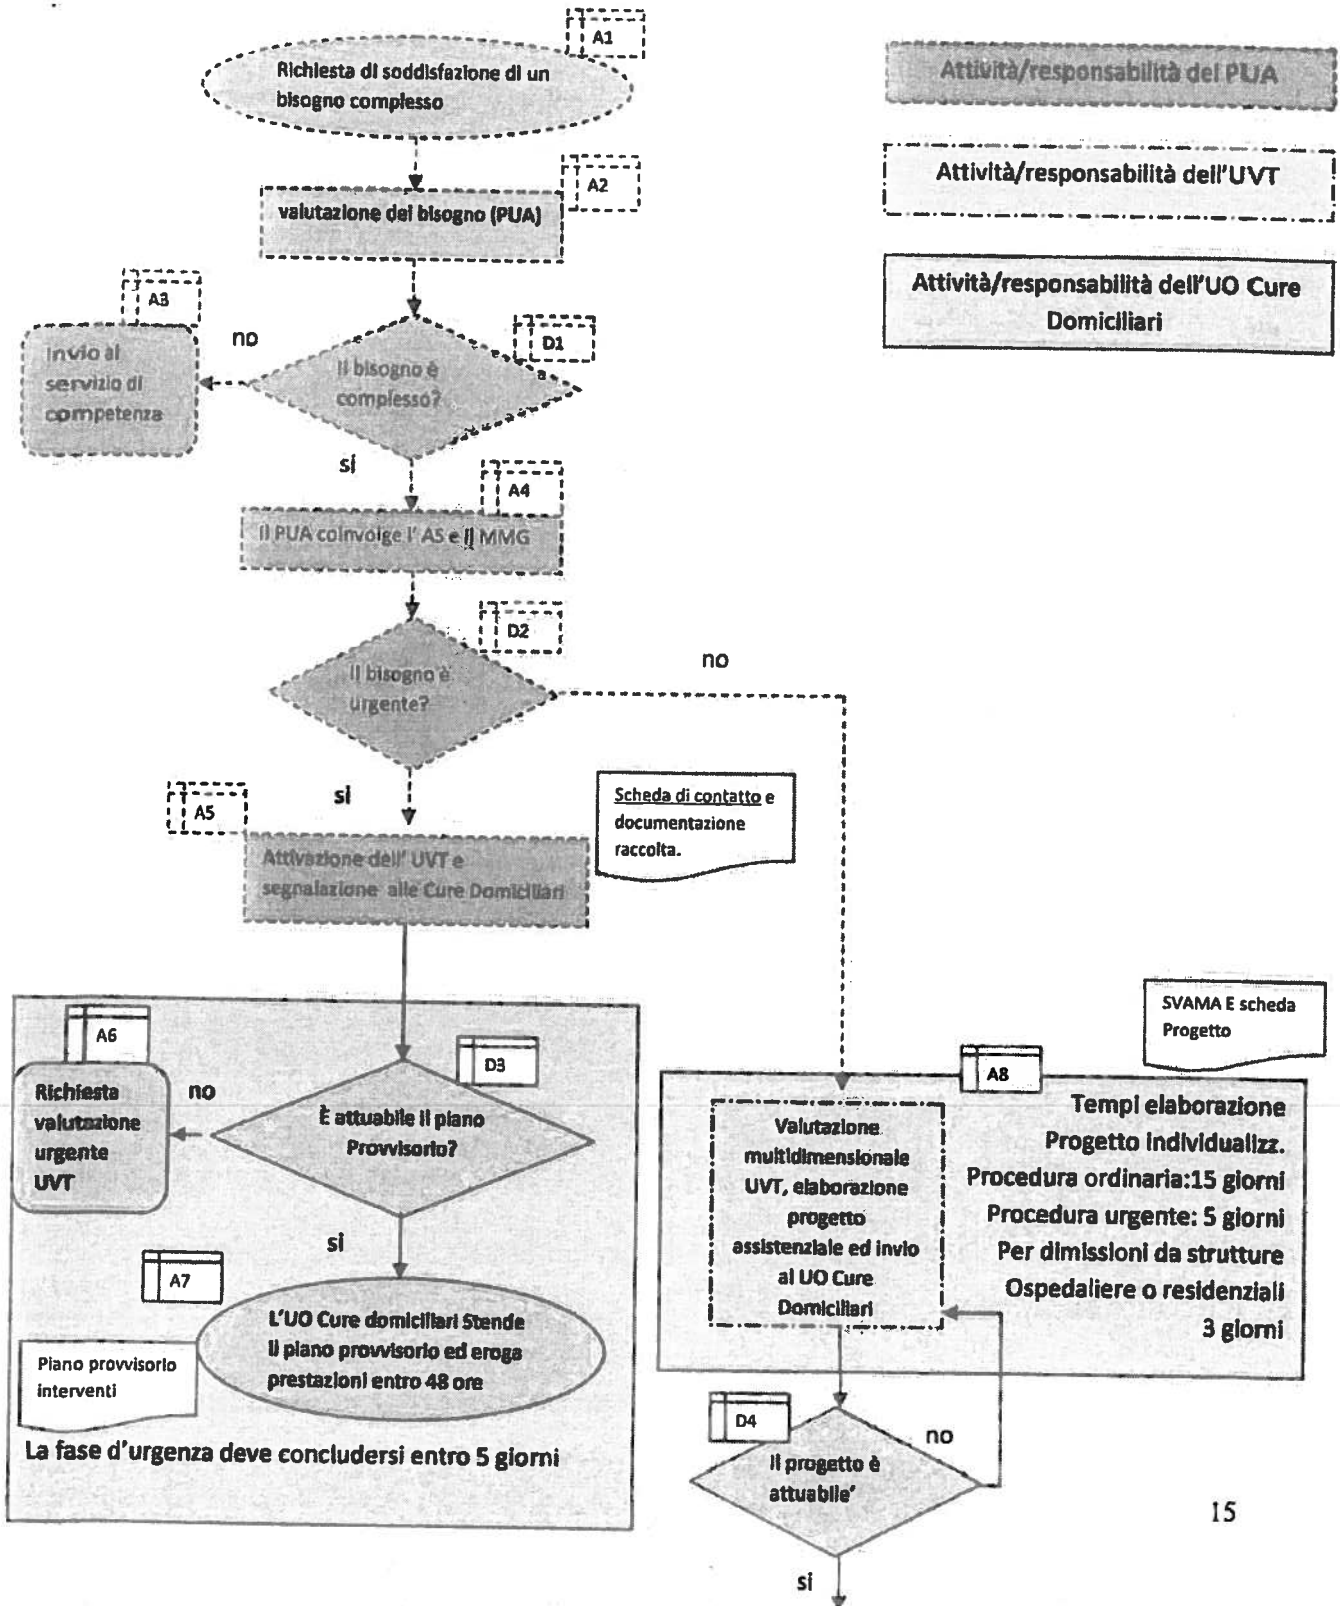 A1
Richiesta di soddisfazione di un
bisogno complesso
Attività/responsabilità del PUA
A2
valutazione del bisogno (PUA)
Attività/responsabilità dell'UVT
A3
Invio al
servizio di
competenza
no
D1
Il bisogno è
complesso?
a
Attività/responsabilità dell'UO Cure
Domiciliari
si
A4
Il PUA coinvolge l' AS e il MMG
D2
Il bisogno è
urgente?
no
si
A5
Attivazione dell' UVT e
segnalazione alle Cure Domiciliari
Scheda di contatto e
documentazione
raccolta.
A6
Richiesta
valutazione
urgente
UVT
no
D3
È attuabile il piano
Provvisorio?
si
A7
L'UO Cure domiciliari Stende
il piano provvisorio ed eroga
prestazioni entro 48 ore
Piano provvisorio
interventi
La fase d'urgenza deve concludersi entro 5 giorni
SVAMA E scheda
Progetto
A8
Valutazione
multidimensionale
UVT, elaborazione
progetto
assistenziale ed invio
al UO Cure
Domiciliari
Tempi elaborazione
Progetto individualizz.
Procedura ordinaria:15 giorni
Procedura urgente: 5 giorni
Per dimissioni da strutture
Ospedaliere o residenziali
3 giorni
D4
Il progetto è
attuabile'
no
si
15